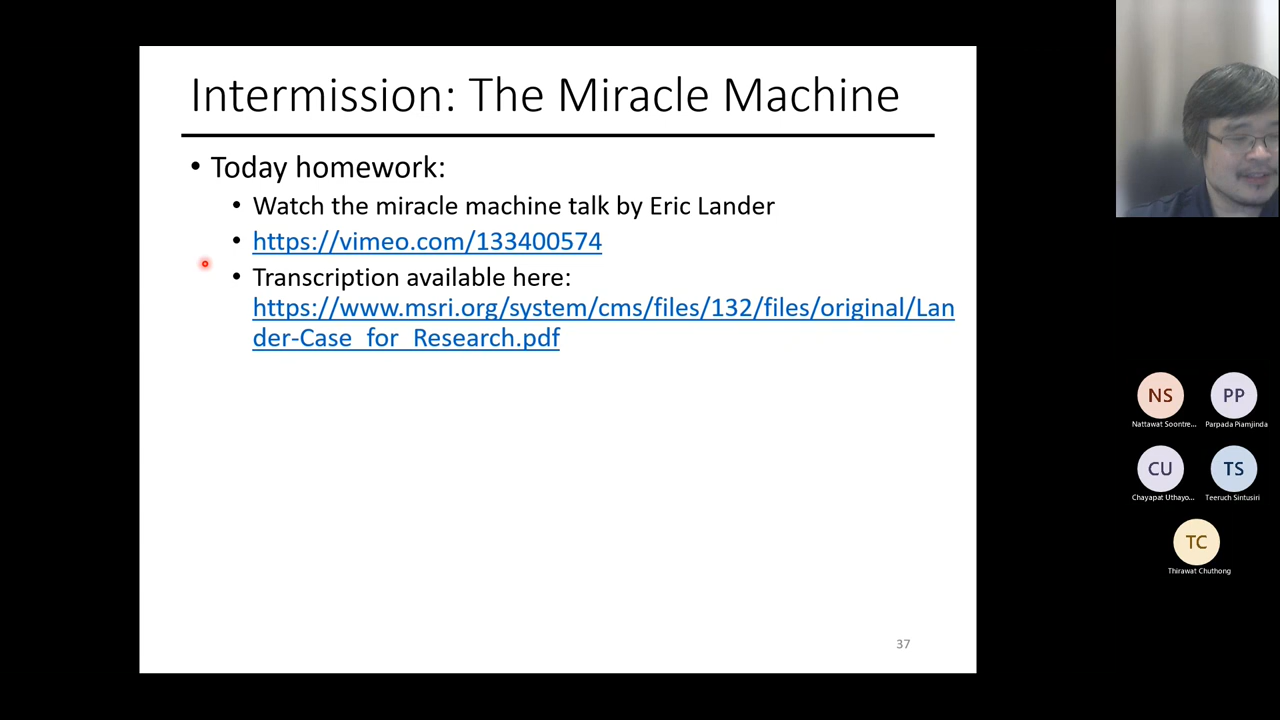 Intermission: The Miracle Machine
• Today homework:
• Watch the miracle machine talk by Eric Lander
• https://vimeo.com/133400574
• Transcription available here:
https://www.msri.org/system/cms/files/132/files/original/Lan
der-Case_for_Research.pdf
37
NS
PP
Nattawat Soontre...
Parpada Piamjinda
CU
TS
Chayapat Uthayo...
Teeruch Sintusiri
TC
Thirawat Chuthong